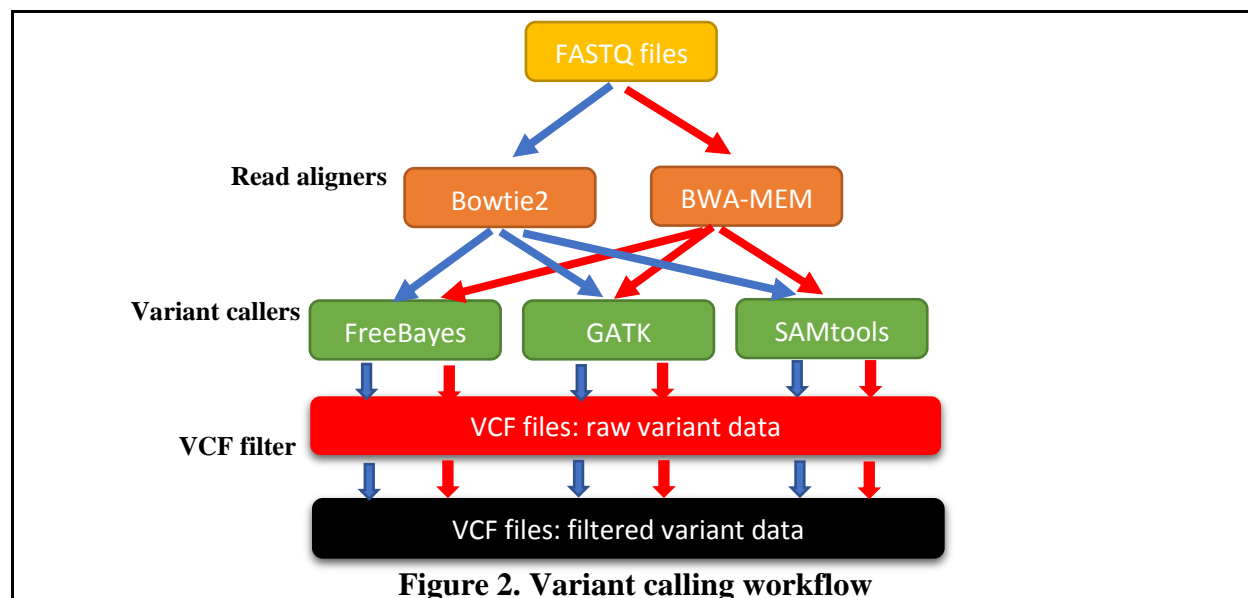 FASTQ files
Read aligners
Bowtie2
BWA-MEM
Variant callers
FreeBayes
GATK
SAMtools
VCF files: raw variant data
VCF filter
VCF files: filtered variant data
Figure 2. Variant calling workflow